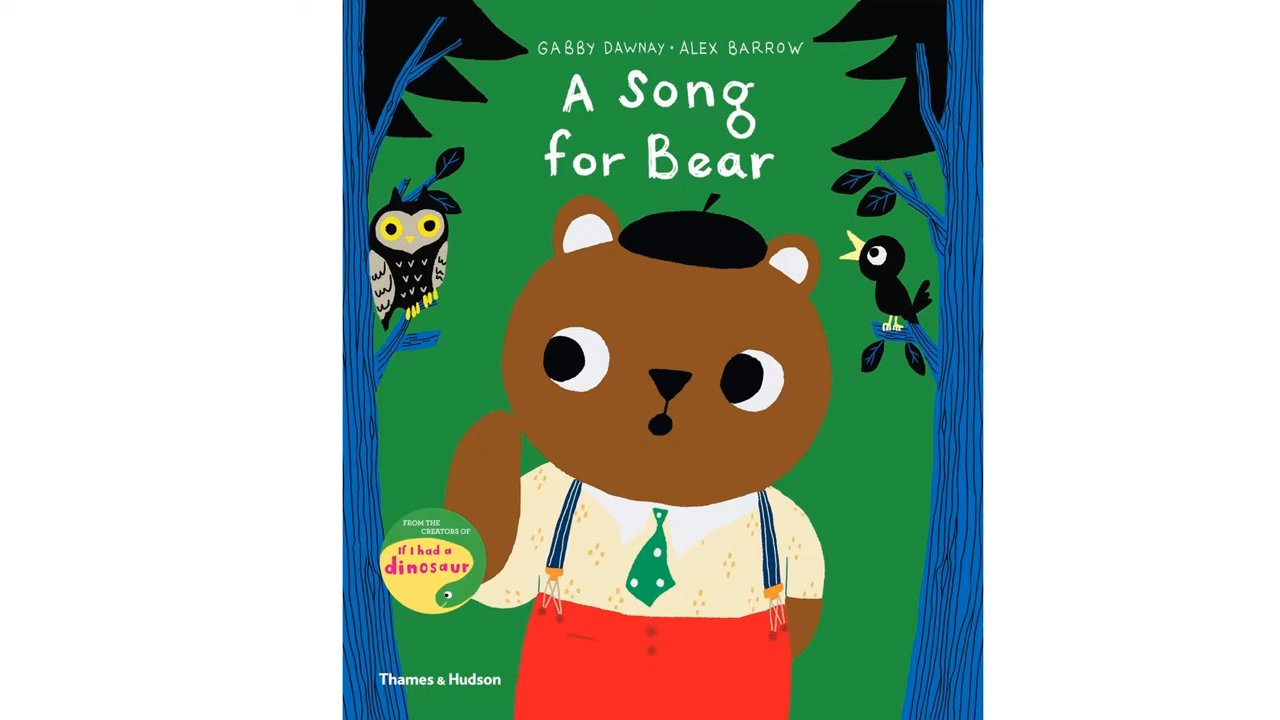 GABBY DAWNAY • ALEX BARROW
A Song
for Bear
FROM THE
CREATORS OF
If I had a
dinosaur
Thames & Hudson